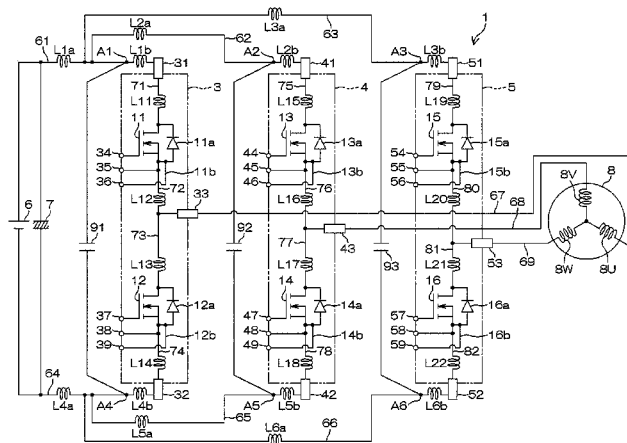 L3a 63 1
L2a
61 L1a A1 L1b 62 A2 L2b A3 L3b
31 41 51
71 3 75 4 79 5
L11 L15 L19
11 13 15
11a 13a 15a
34 44 54
35 11b 45 13b 55 15b
36 72 46 76 56 80 67 8
L12 33 L16 L20 68 8V
6 7 91 73 92 77 43 93 81 53 69 8W 8U
L13 L17 L21
12 14 16
12a 14a 16a
37 47 57
38 12b 48 14b 58 16b
39 74 49 78 59 82
L14 L18 L22
64 32 42 52
L4a A4 L4b A5 L5b A6 L6b
L5a 65
L6a 66